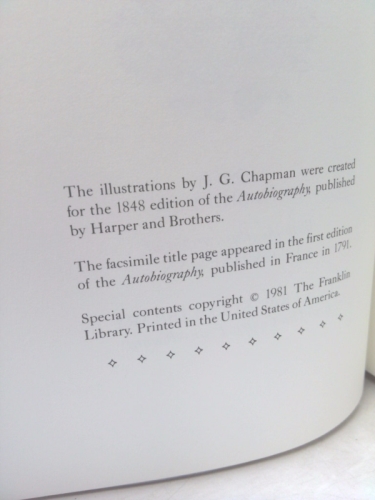 The illustrations by J. G. Chapman were created
for the 1848 edition of the Autobiography, published
by Harper and Brothers.
The facsimile title page appeared in the first edition
of the Autobiography, published in France in 1791.
Special contents copyright © 1981 The Franklin
Library. Printed in the United States of America.